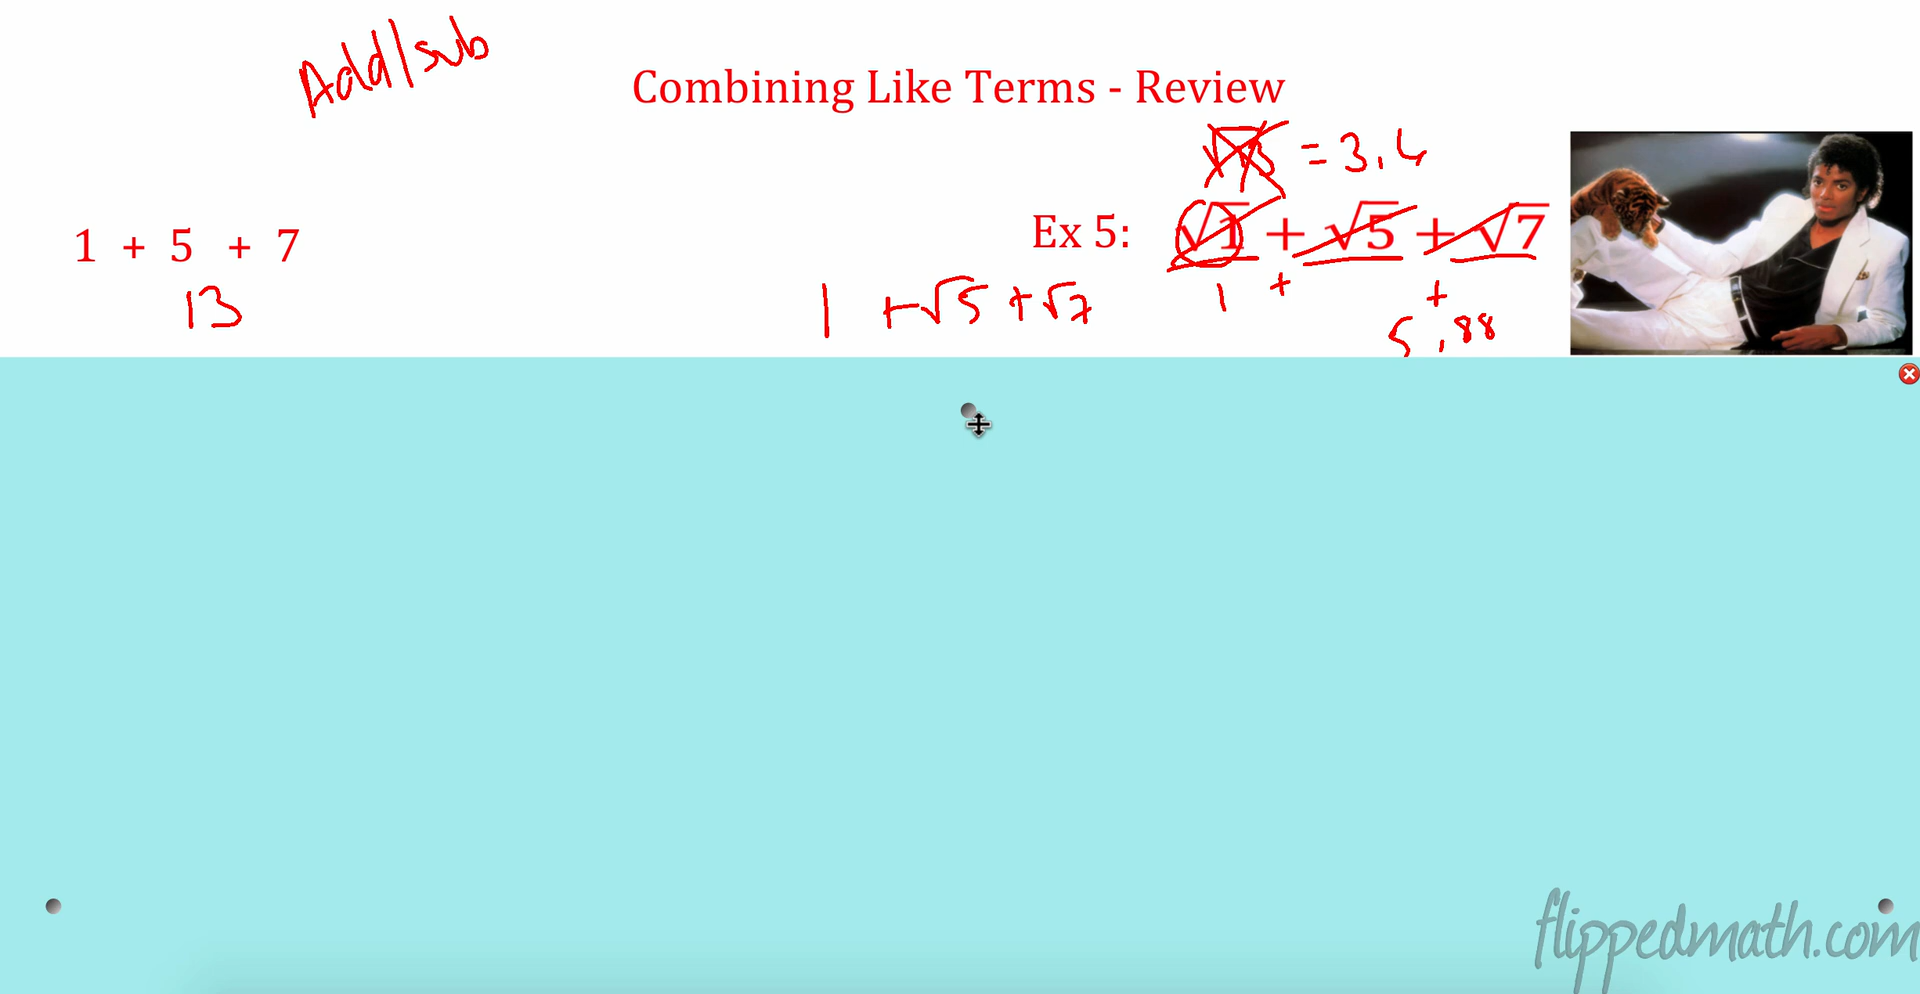 Add/sub
Combining Like Terms - Review
√13 = 3.6
1 + 5 + 7
Ex 5: √1 + √5 + √7
13
1 + √5 + √7
1 + + 5.88
flippedmath.com